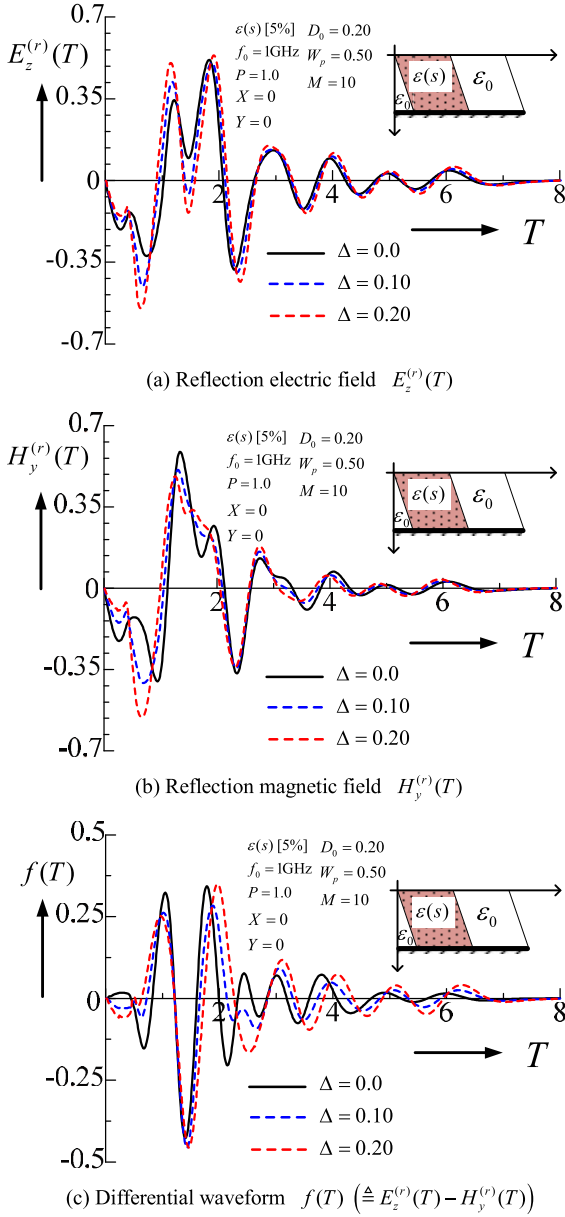 E_z^{(r)}(T)
ε(s) [5%] D_0 = 0.20
f_0 = 1GHz W_p = 0.50
P = 1.0 M = 10
X = 0
Y = 0
ε(s)
ε_0
ε_0
0.35
0
-0.35
-0.7
2 4 6 8
T
Δ = 0.0
Δ = 0.10
Δ = 0.20
(a) Reflection electric field E_z^{(r)}(T)
0.7
H_y^{(r)}(T)
ε(s) [5%] D_0 = 0.20
f_0 = 1GHz W_p = 0.50
P = 1.0 M = 10
X = 0
Y = 0
ε(s)
ε_0
ε_0
0.35
0
-0.35
-0.7
2 4 6 8
T
Δ = 0.0
Δ = 0.10
Δ = 0.20
(b) Reflection magnetic field H_y^{(r)}(T)
0.5
f(T)
ε(s) [5%] D_0 = 0.20
f_0 = 1GHz W_p = 0.50
P = 1.0 M = 10
X = 0
Y = 0
ε(s)
ε_0
ε_0
0.25
0
-0.25
-0.5
2 4 6 8
T
Δ = 0.0
Δ = 0.10
Δ = 0.20
(c) Differential waveform f(T) (≜ E_z^{(r)}(T) − H_y^{(r)}(T))